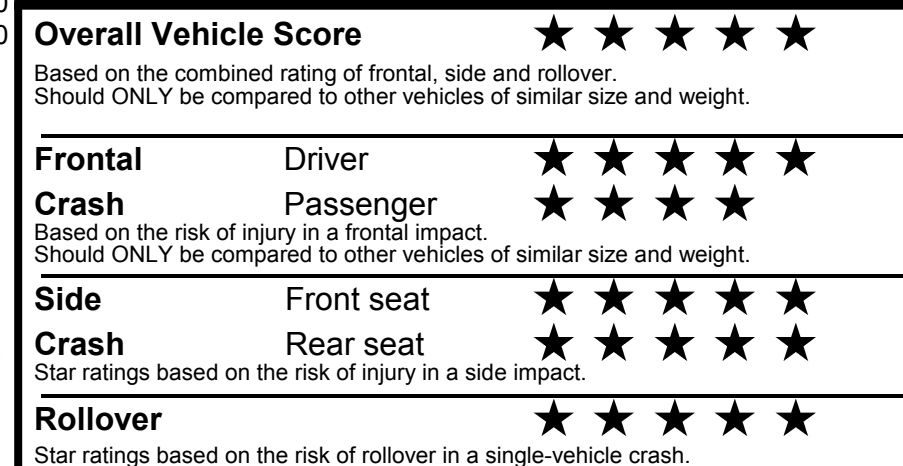 0
0
Overall Vehicle Score ★ ★ ★ ★ ★
Based on the combined rating of frontal, side and rollover.
Should ONLY be compared to other vehicles of similar size and weight.
Frontal Driver ★ ★ ★ ★ ★
Crash Passenger ★ ★ ★ ★
Based on the risk of injury in a frontal impact.
Should ONLY be compared to other vehicles of similar size and weight.
Side Front seat ★ ★ ★ ★ ★
Crash Rear seat ★ ★ ★ ★ ★
Star ratings based on the risk of injury in a side impact.
Rollover ★ ★ ★ ★ ★
Star ratings based on the risk of rollover in a single-vehicle crash.